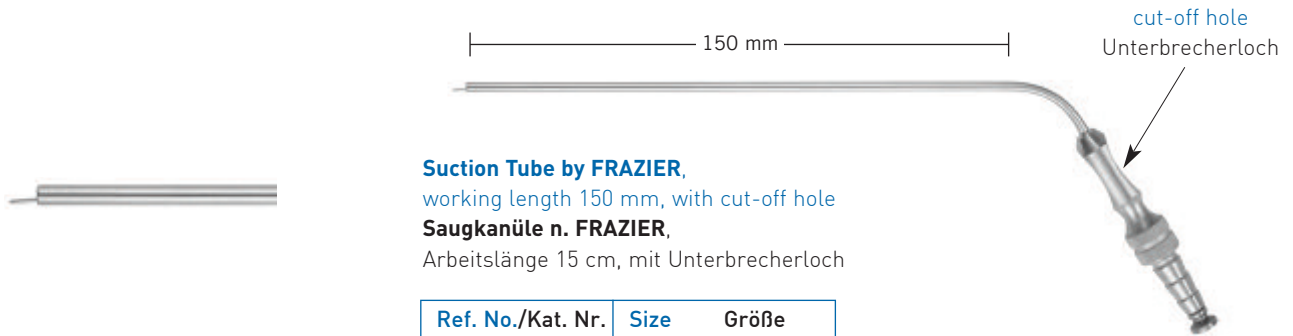 cut-off hole
Unterbrecherloch
150 mm
Suction Tube by FRAZIER,
working length 150 mm, with cut-off hole
Saugkanüle n. FRAZIER,
Arbeitslänge 15 cm, mit Unterbrecherloch
Ref. No./Kat. Nr. Size Größe